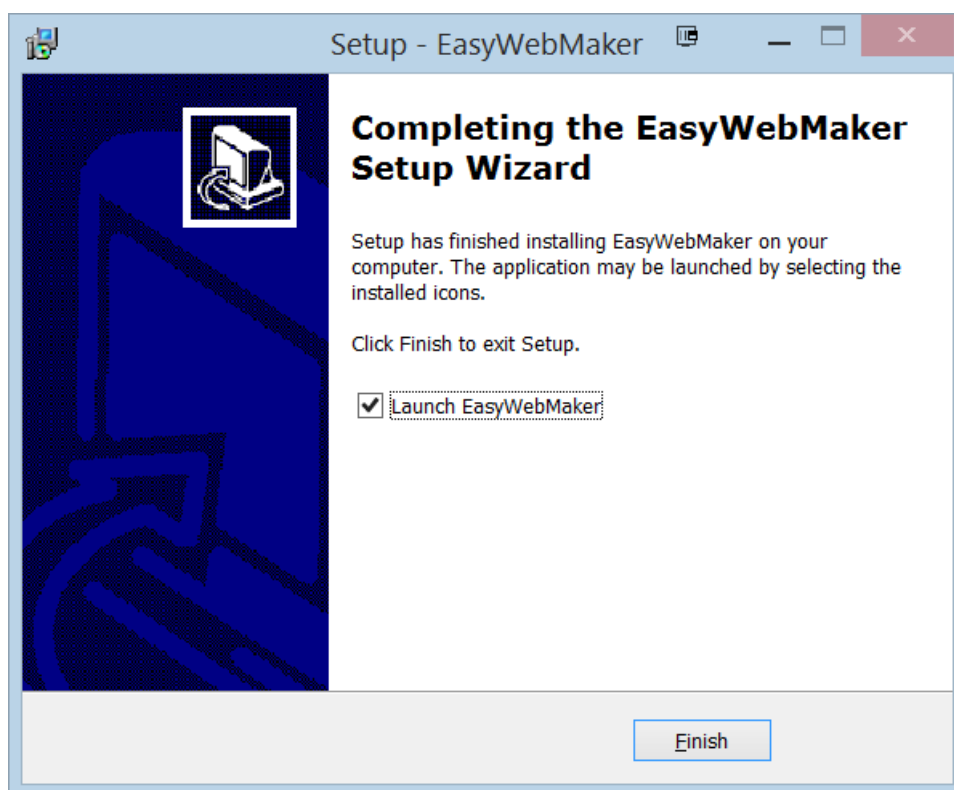 Setup - EasyWebMaker
Completing the EasyWebMaker
Setup Wizard
Setup has finished installing EasyWebMaker on your
computer. The application may be launched by selecting the
installed icons.
Click Finish to exit Setup.
Launch EasyWebMaker
Finish